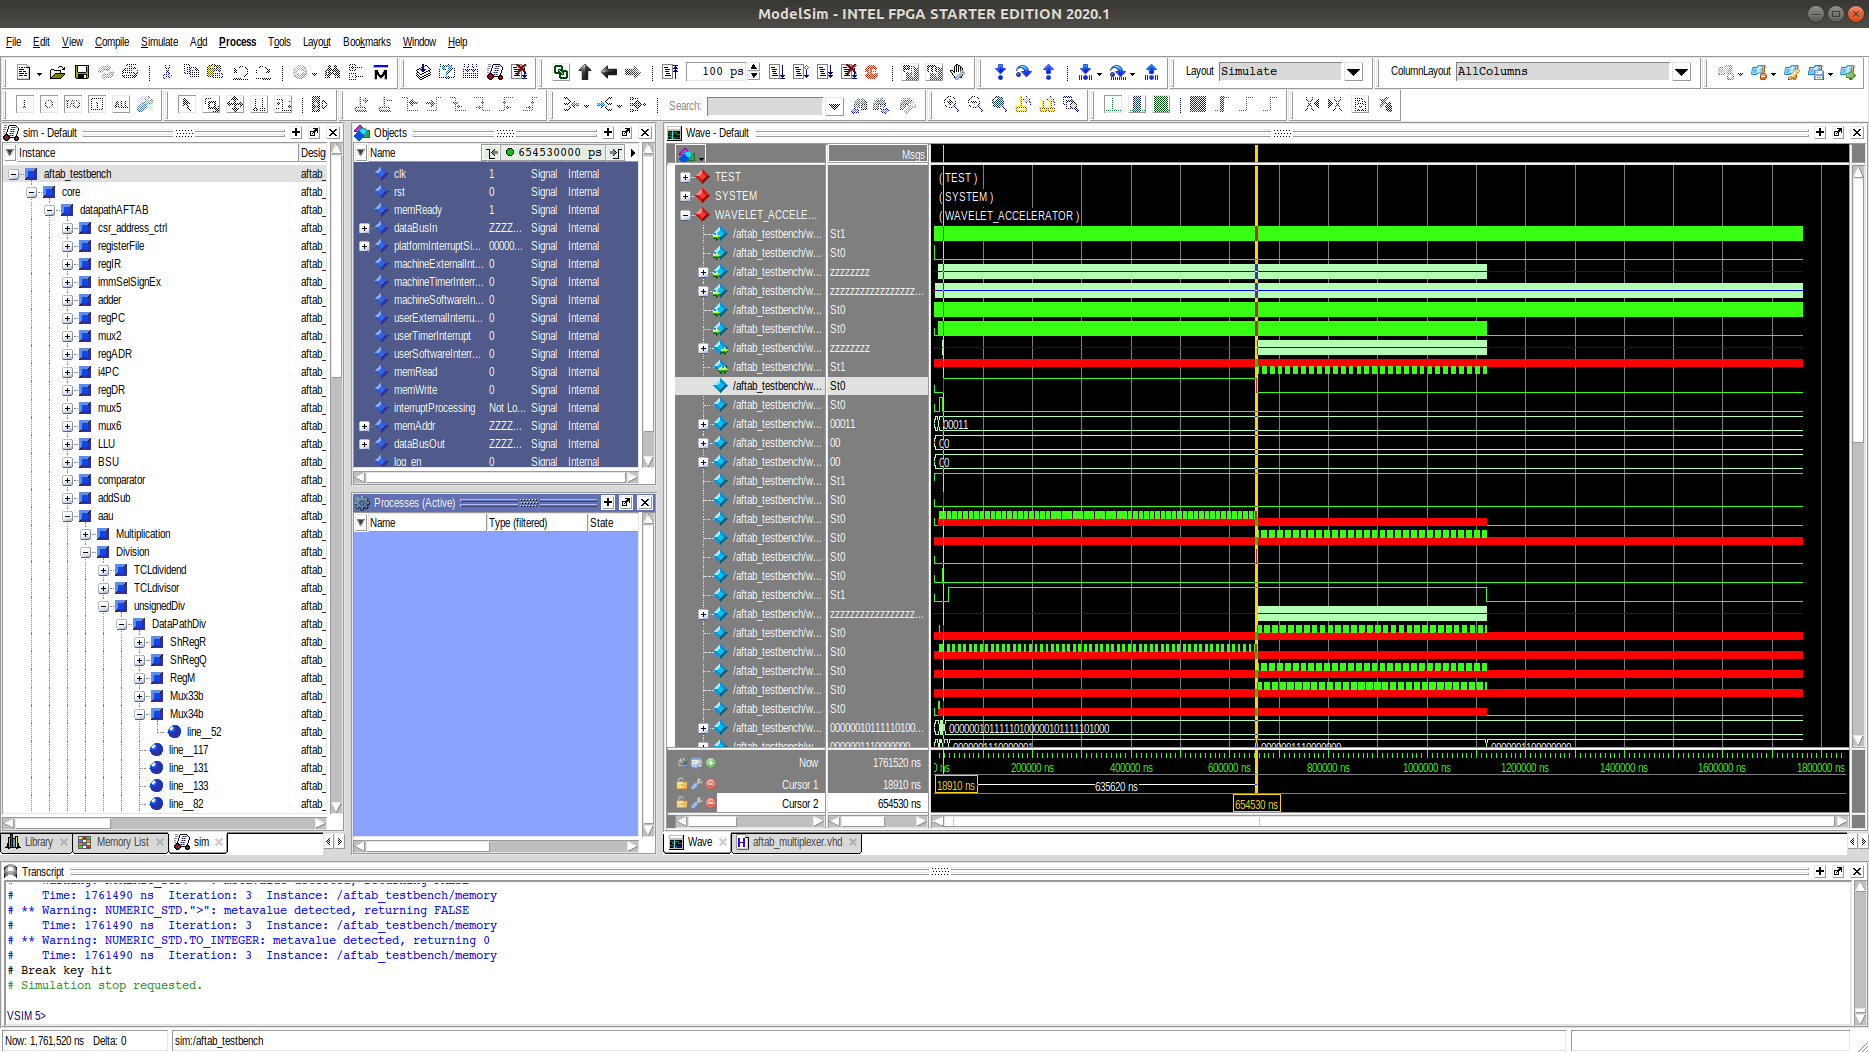 ModelSim - INTEL FPGA STARTER EDITION 2020.1
File Edit View Compile Simulate Add Process Tools Layout Bookmarks Window Help
100 ps
Layout Simulate
ColumnLayout AllColumns
Search:
sim - Default
Instance Desig
aftab_testbench aftab_
core aftab_
datapathAFTAB aftab_
csr_address_ctrl aftab_
registerFile aftab_
regIR aftab_
immSelSignEx aftab_
adder aftab_
regPC aftab_
mux2 aftab_
regADR aftab_
i4PC aftab_
regDR aftab_
mux5 aftab_
mux6 aftab_
LLU aftab_
BSU aftab_
comparator aftab_
addSub aftab_
aau aftab_
Multiplication aftab_
Division aftab_
TCLdividend aftab_
TCLdivisor aftab_
unsignedDiv aftab_
DataPathDiv aftab_
ShRegR aftab_
ShRegQ aftab_
RegM aftab_
Mux33b aftab_
Mux34b aftab_
line__52 aftab_
line__117 aftab_
line__131 aftab_
line__133 aftab_
line__82 aftab_
Library Memory List sim
Objects
Name 654530000 ps
clk 1 Signal Internal
rst 0 Signal Internal
memReady 1 Signal Internal
dataBusIn ZZZZ... Signal Internal
platformInterruptSi... 00000... Signal Internal
machineExternalInt... 0 Signal Internal
machineTimerInterr... 0 Signal Internal
machineSoftwareIn... 0 Signal Internal
userExternalInterru... 0 Signal Internal
userTimerInterrupt 0 Signal Internal
userSoftwareInterr... 0 Signal Internal
memRead 0 Signal Internal
memWrite 0 Signal Internal
interruptProcessing Not Lo... Signal Internal
memAddr ZZZZ... Signal Internal
dataBusOut ZZZZ... Signal Internal
log_en 0 Signal Internal
Processes (Active)
Name Type (filtered) State
Wave - Default
Msgs
TEST ( TEST )
SYSTEM ( SYSTEM )
WAVELET_ACCELE... ( WAVELET_ACCELERATOR )
/aftab_testbench/w... St1
/aftab_testbench/w... St0
/aftab_testbench/w... zzzzzzzz
/aftab_testbench/w... zzzzzzzzzzzzzzzzz...
/aftab_testbench/w... St0
/aftab_testbench/w... St0
/aftab_testbench/w... zzzzzzzz
/aftab_testbench/w... St1
/aftab_testbench/w... St0
/aftab_testbench/w... St0
/aftab_testbench/w... 00011 00011
/aftab_testbench/w... 00 00
/aftab_testbench/w... 00 00
/aftab_testbench/w... St1
/aftab_testbench/w... St0
/aftab_testbench/w... St0
/aftab_testbench/w... St0
/aftab_testbench/w... St0
/aftab_testbench/w... St0
/aftab_testbench/w... St1
/aftab_testbench/w... zzzzzzzzzzzzzzzzz...
/aftab_testbench/w... St0
/aftab_testbench/w... St0
/aftab_testbench/w... St0
/aftab_testbench/w... St0
/aftab_testbench/w... St0
/aftab_testbench/w...
Now 1761520 ns 200000 ns 400000 ns 600000 ns 800000 ns 1000000 ns 1200000 ns 1400000 ns 1600000 ns 1800000 ns
Cursor 1 18910 ns 18910 ns 635620 ns
Cursor 2 654530 ns 654530 ns
Wave aftab_multiplexer.vhd
Transcript
# Time: 1761490 ns Iteration: 3 Instance: /aftab_testbench/memory
# ** Warning: NUMERIC_STD.">": metavalue detected, returning FALSE
# Time: 1761490 ns Iteration: 3 Instance: /aftab_testbench/memory
# ** Warning: NUMERIC_STD.TO_INTEGER: metavalue detected, returning 0
# Time: 1761490 ns Iteration: 3 Instance: /aftab_testbench/memory
# Break key hit
# Simulation stop requested.
VSIM 5>
Now: 1,761,520 ns Delta: 0 sim:/aftab_testbench